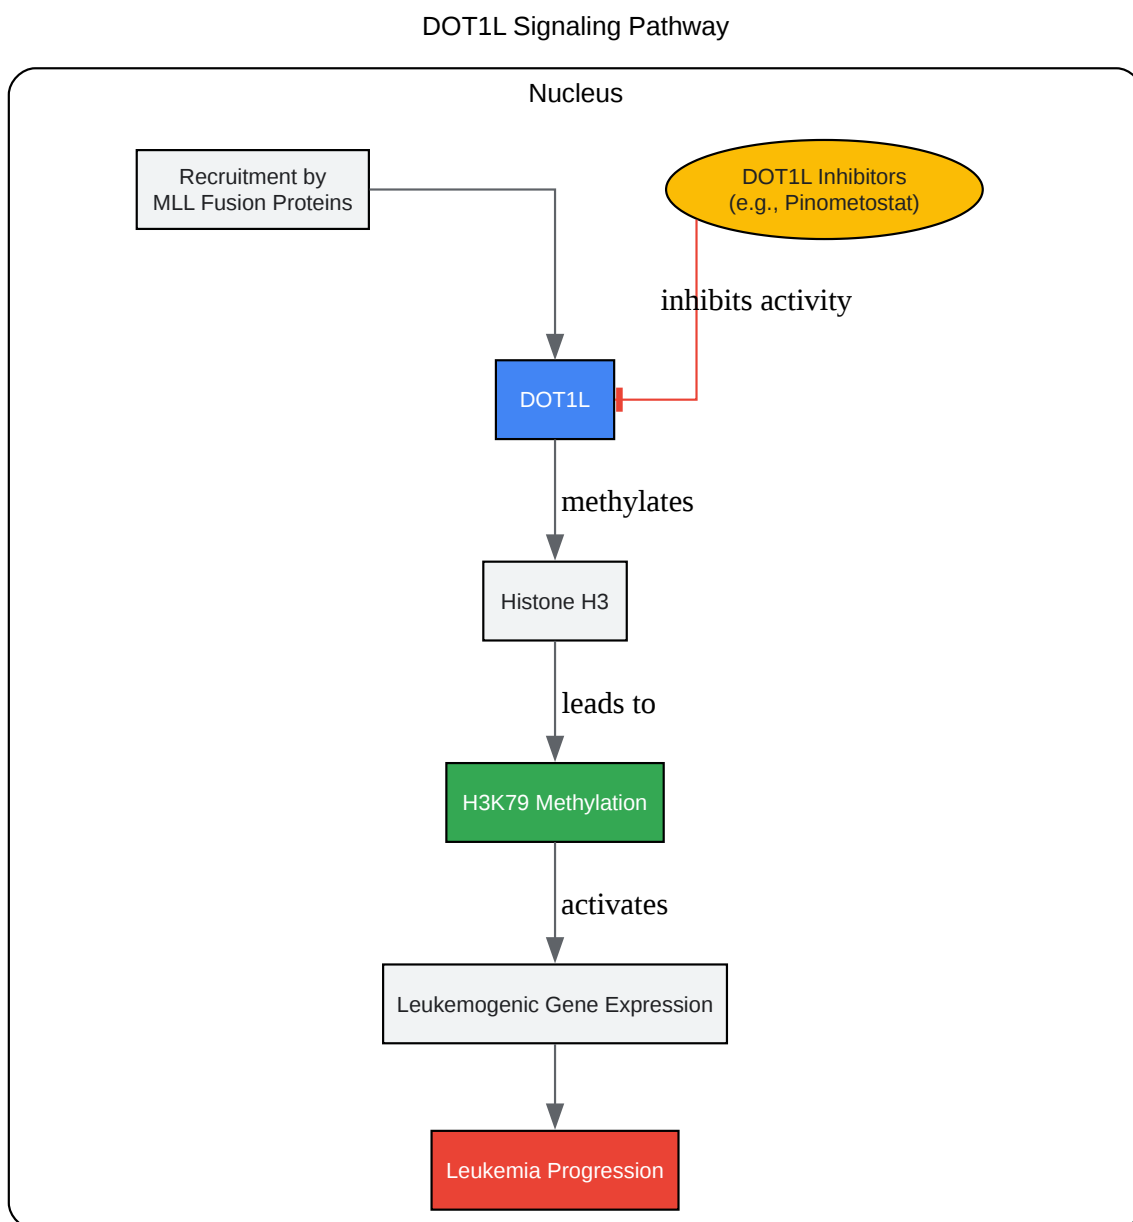 DOT1L Signaling Pathway
Nucleus
Recruitment by
MLL Fusion Proteins
DOT1L Inhibitors
(e.g., Pinometostat)
inhibits activity
DOT1L
methylates
Histone H3
leads to
H3K79 Methylation
activates
Leukemogenic Gene Expression
Leukemia Progression